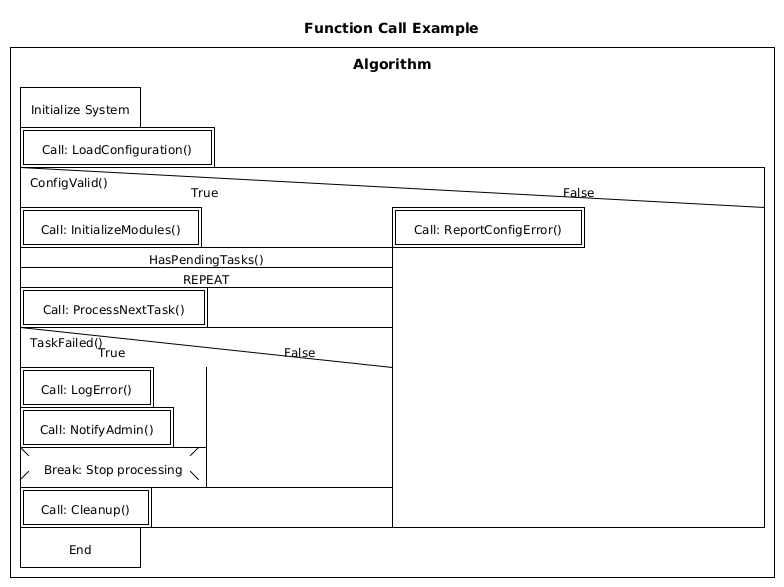 Function Call Example
Algorithm
Initialize System
Call: LoadConfiguration()
ConfigValid()
True
False
Call: InitializeModules()
Call: ReportConfigError()
HasPendingTasks()
REPEAT
Call: ProcessNextTask()
TaskFailed()
True
False
Call: LogError()
Call: NotifyAdmin()
Break: Stop processing
Call: Cleanup()
End